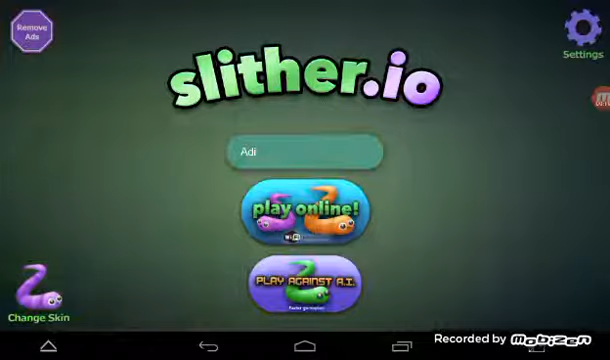 Remove
Ads
Settings
slither.io
Adi
play online!
PLAY AGAINST A.I.
Change Skin
Recorded by Mobizen